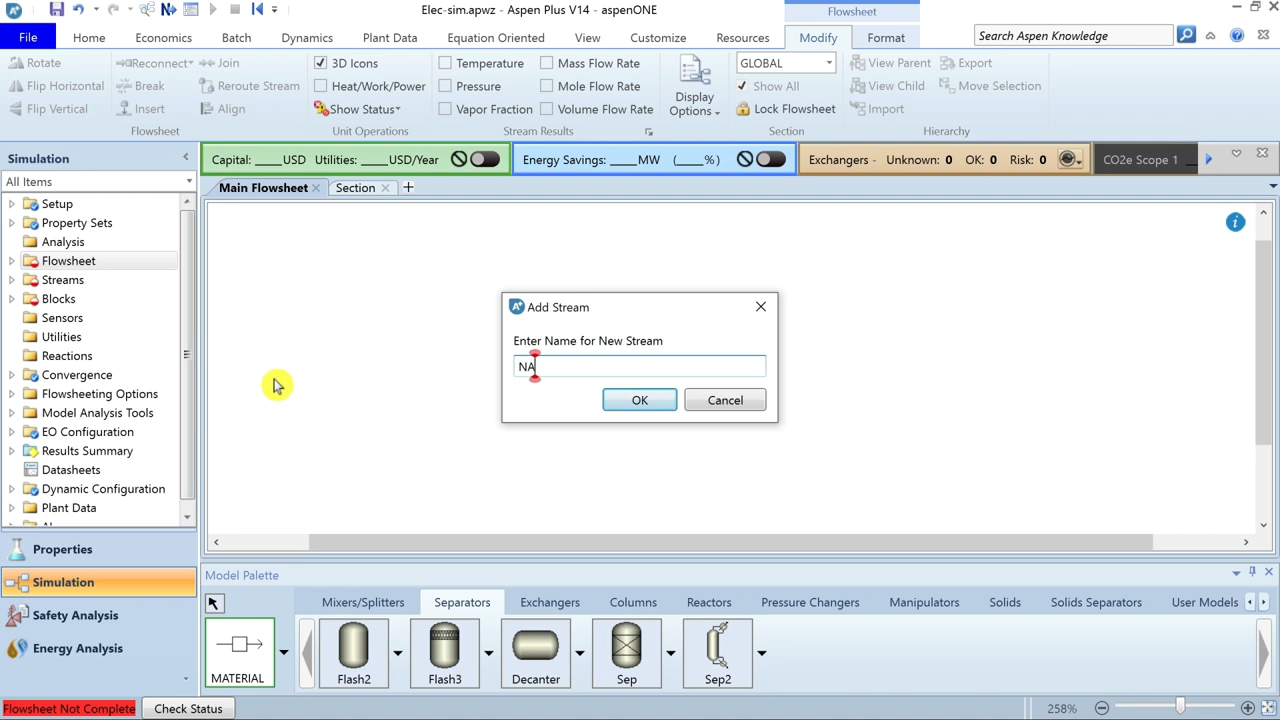 Elec-sim.apwz - Aspen Plus V14 - aspenONE
Flowsheet
File Home Economics Batch Dynamics Plant Data Equation Oriented View Customize Resources Modify Format Search Aspen Knowledge
Rotate Reconnect Join 3D Icons Temperature Mass Flow Rate GLOBAL View Parent Export
Flip Horizontal Break Reroute Stream Heat/Work/Power Pressure Mole Flow Rate Show All View Child Move Selection
Flip Vertical Insert Align Show Status Vapor Fraction Volume Flow Rate Display Options Lock Flowsheet Import
Flowsheet Unit Operations Stream Results Section Hierarchy
Simulation
Capital: _____USD Utilities: _____USD/Year Energy Savings: _____MW (_____%) Exchangers - Unknown: 0 OK: 0 Risk: 0 CO2e Scope 1
All Items
Main Flowsheet Section
Setup
Property Sets
Analysis
Flowsheet
Streams
Blocks
Sensors
Utilities
Reactions
Convergence
Flowsheeting Options
Model Analysis Tools
EO Configuration
Results Summary
Datasheets
Dynamic Configuration
Plant Data
Add Stream
Enter Name for New Stream
NA
OK Cancel
Properties
Simulation
Safety Analysis
Energy Analysis
Model Palette
Mixers/Splitters Separators Exchangers Columns Reactors Pressure Changers Manipulators Solids Solids Separators User Models
MATERIAL Flash2 Flash3 Decanter Sep Sep2
Flowsheet Not Complete Check Status 258%